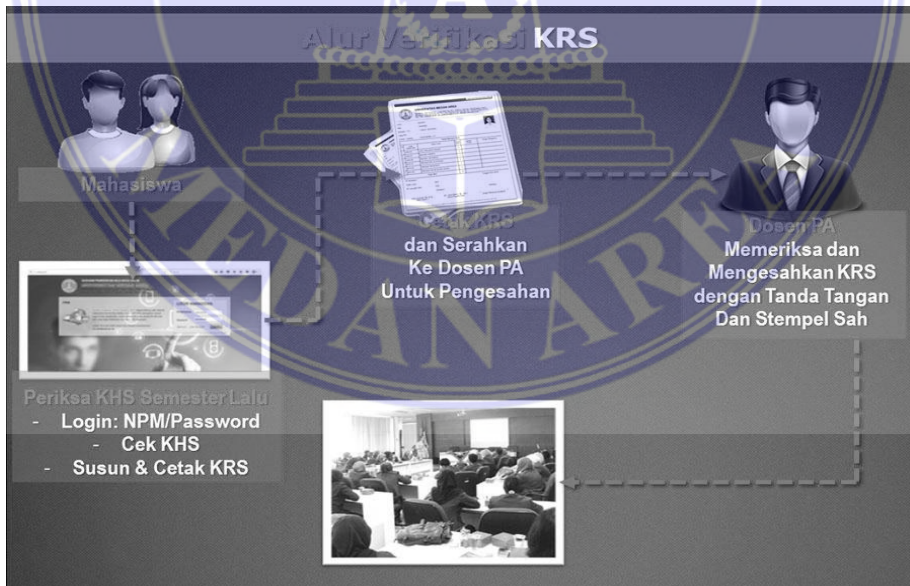 Alur Verifikasi KRS
Mahasiswa
Cetak KRS
dan Serahkan
Ke Dosen PA
Untuk Pengesahan
Dosen PA
Memeriksa dan
Mengesahkan KRS
dengan Tanda Tangan
Dan Stempel Sah
Periksa KHS Semester Lalu
- Login: NPM/Password
- Cek KHS
- Susun & Cetak KRS
MEDAN AREA